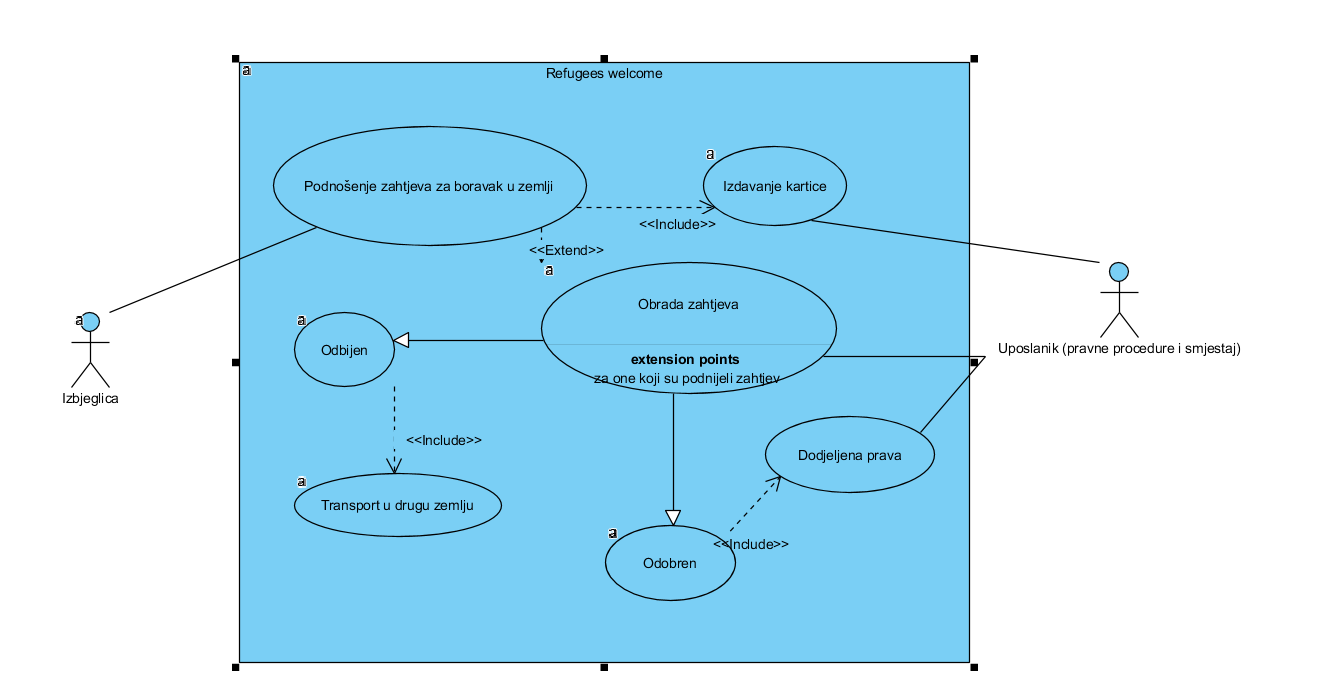 a
Refugees welcome
a
Podnošenje zahtjeva za boravak u zemlji
Izdavanje kartice
<<Include>>
<<Extend>>
a
Obrada zahtjeva
extension points
za one koji su podnijeli zahtjev
a
Izbjeglica
a
Odbijen
Uposlanik (pravne procedure i smjestaj)
<<Include>>
Dodjeljena prava
a
Transport u drugu zemlju
a
<<Include>>
Odobren